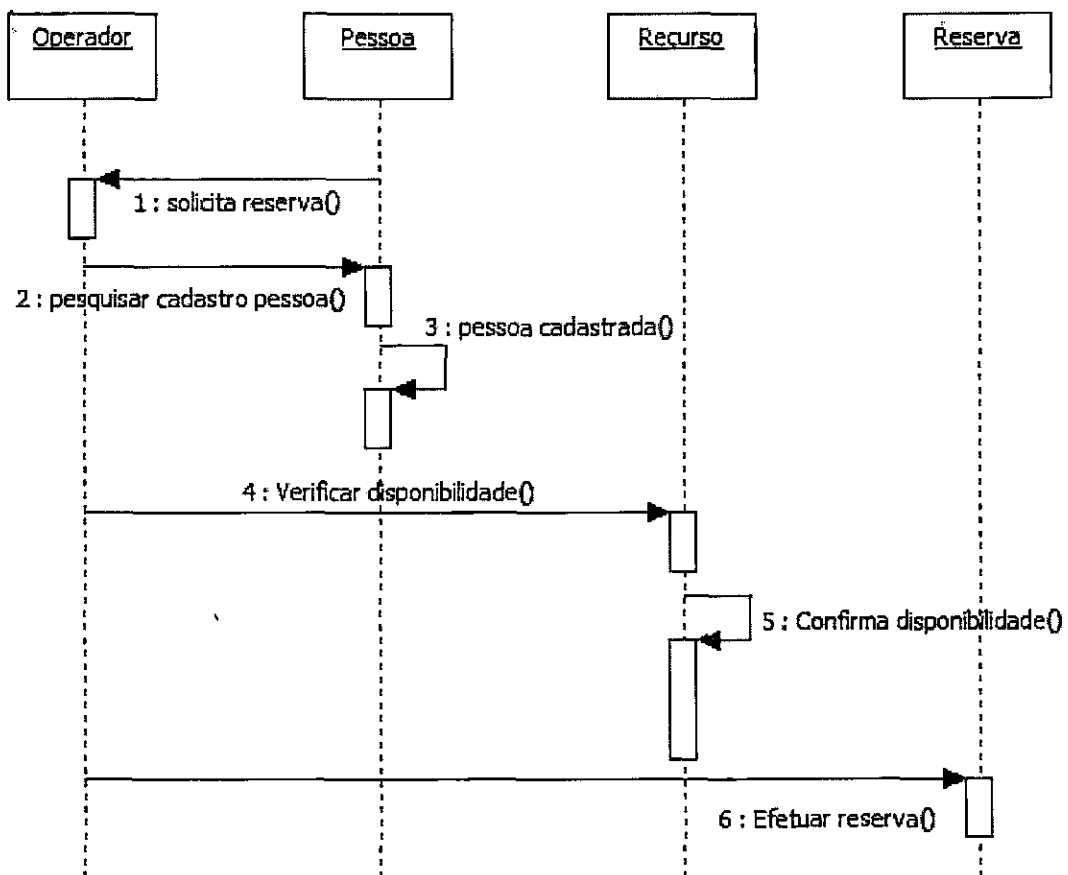 Operador
Pessoa
Recurso
Reserva
1 : solicita reserva()
2 : pesquisar cadastro pessoa()
3 : pessoa cadastrada()
4 : Verificar disponibilidade()
5 : Confirma disponibilidade()
6 : Efetuar reserva()